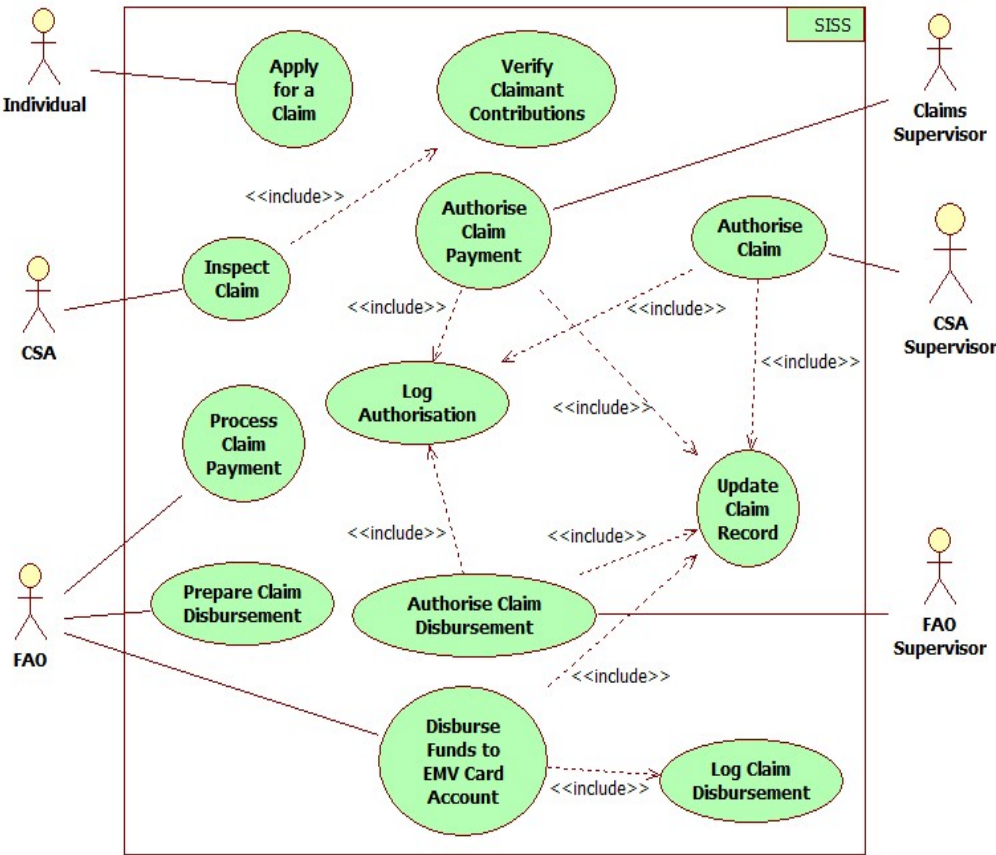 SISS
Individual
Apply
for a
Claim
Verify
Claimant
Contributions
Claims
Supervisor
<<include>>
Authorise
Claim
Payment
Authorise
Claim
Inspect
Claim
CSA
CSA
Supervisor
<<include>>
<<include>>
<<include>>
Log
Authorisation
<<include>>
Process
Claim
Payment
Update
Claim
Record
<<include>>
<<include>>
Prepare Claim
Disbursement
Authorise Claim
Disbursement
FAO
FAO
Supervisor
<<include>>
Disburse
Funds to
EMV Card
Account
<<include>>
Log Claim
Disbursement